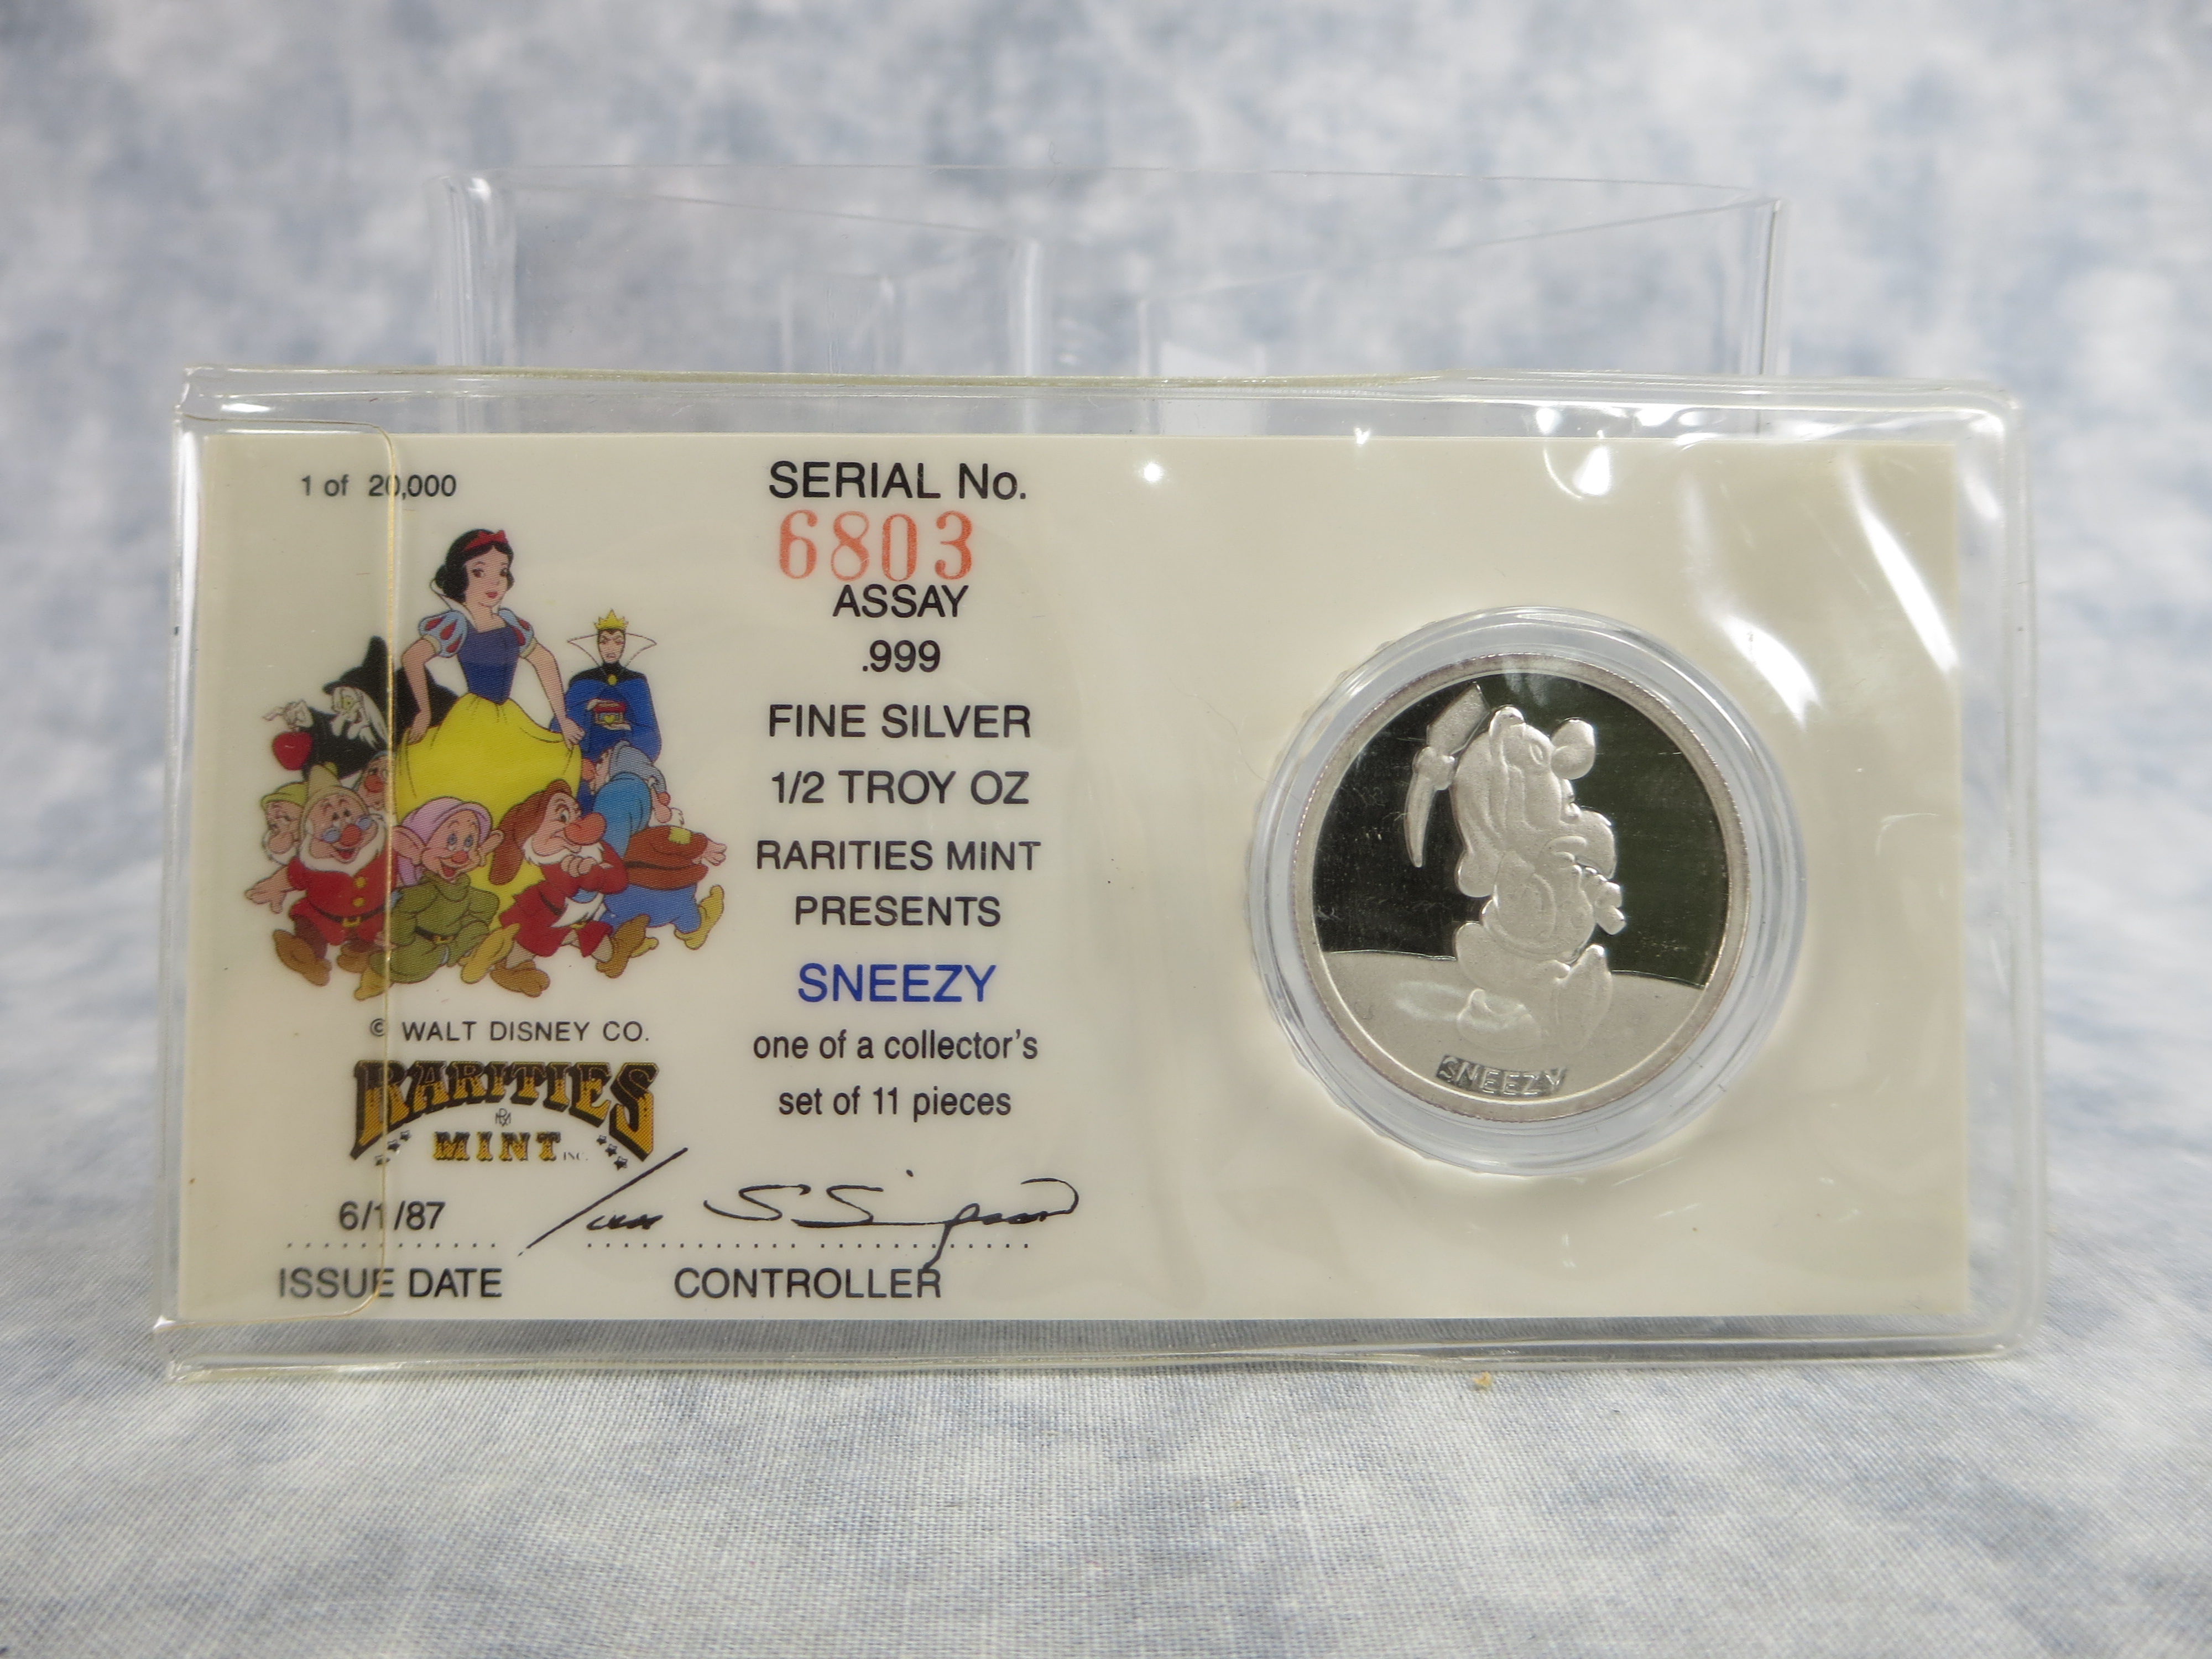 1 of 20,000
SERIAL No.
6803
ASSAY
.999
FINE SILVER
1/2 TROY OZ
RARITIES MINT
PRESENTS
SNEEZY
one of a collector's
set of 11 pieces
© WALT DISNEY CO.
RARITIES
RM
MINT INC.
6/1/87
ISSUE DATE
CONTROLLER
SNEEZY